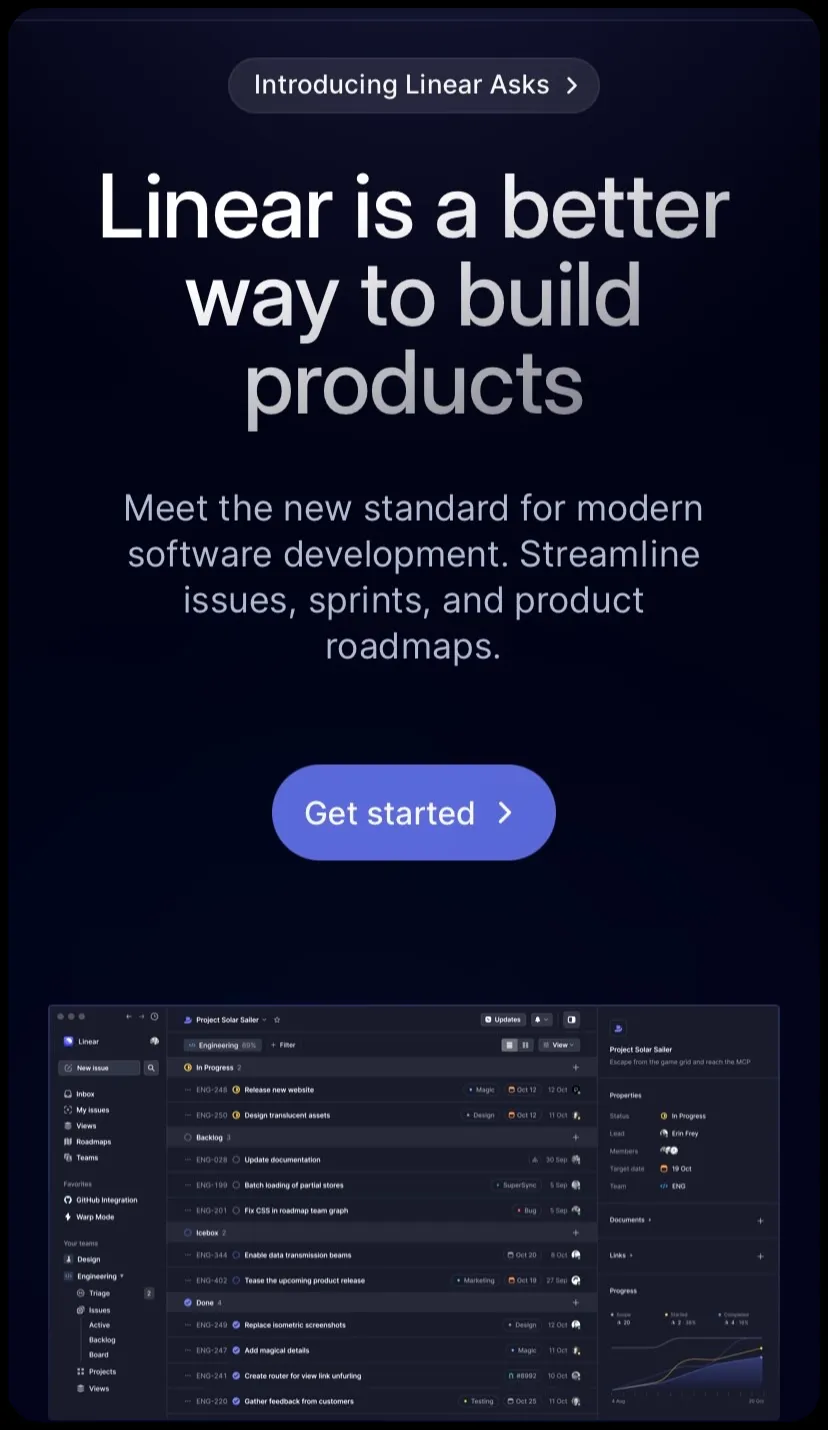 Introducing Linear Asks
Linear is a better
way to build
products
Meet the new standard for modern
software development. Streamline
issues, sprints, and product
roadmaps.
Get started
Linear
New issue
Inbox
My issues
Views
Roadmaps
Teams
Favorites
GitHub Integration
Warp Mode
Your teams
Design
Engineering
Triage 2
Issues
Active
Backlog
Board
Projects
Views
Project Solar Sailer
Updates
Engineering 89%
+ Filter
View
In Progress 2
ENG-248 Release new website Magic Oct 12 12 Oct
ENG-250 Design translucent assets Design Oct 12 11 Oct
Backlog 3
ENG-028 Update documentation 30 Sep
ENG-199 Batch loading of partial stores SuperSync 5 Sep
ENG-201 Fix CSS in roadmap team graph Bug 5 Sep
Icebox 2
ENG-344 Enable data transmission beams Oct 20 8 Oct
ENG-402 Tease the upcoming product release Marketing Oct 19 27 Sep
Done 4
ENG-249 Replace isometric screenshots Design 12 Oct
ENG-247 Add magical details Magic 11 Oct
ENG-241 Create router for view link unfurling #8992 10 Oct
ENG-220 Gather feedback from customers Testing Oct 25 11 Oct
Project Solar Sailer
Escape from the game grid and reach the MCP
Properties
Status In Progress
Lead Erin Frey
Members
Target date 19 Oct
Team ENG
Documents
Links
Progress
Scope Started Completed
20
4 Aug